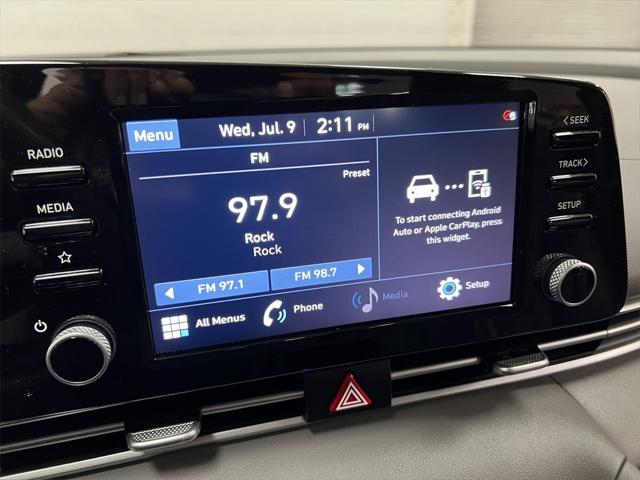 Menu
Wed, Jul. 9
2:11 PM
FM
Preset
97.9
Rock
Rock
FM 97.1
FM 98.7
To start connecting Android
Auto or Apple CarPlay, press
this widget.
All Menus
Phone
Media
Setup
RADIO
MEDIA
<SEEK
TRACK>
SETUP